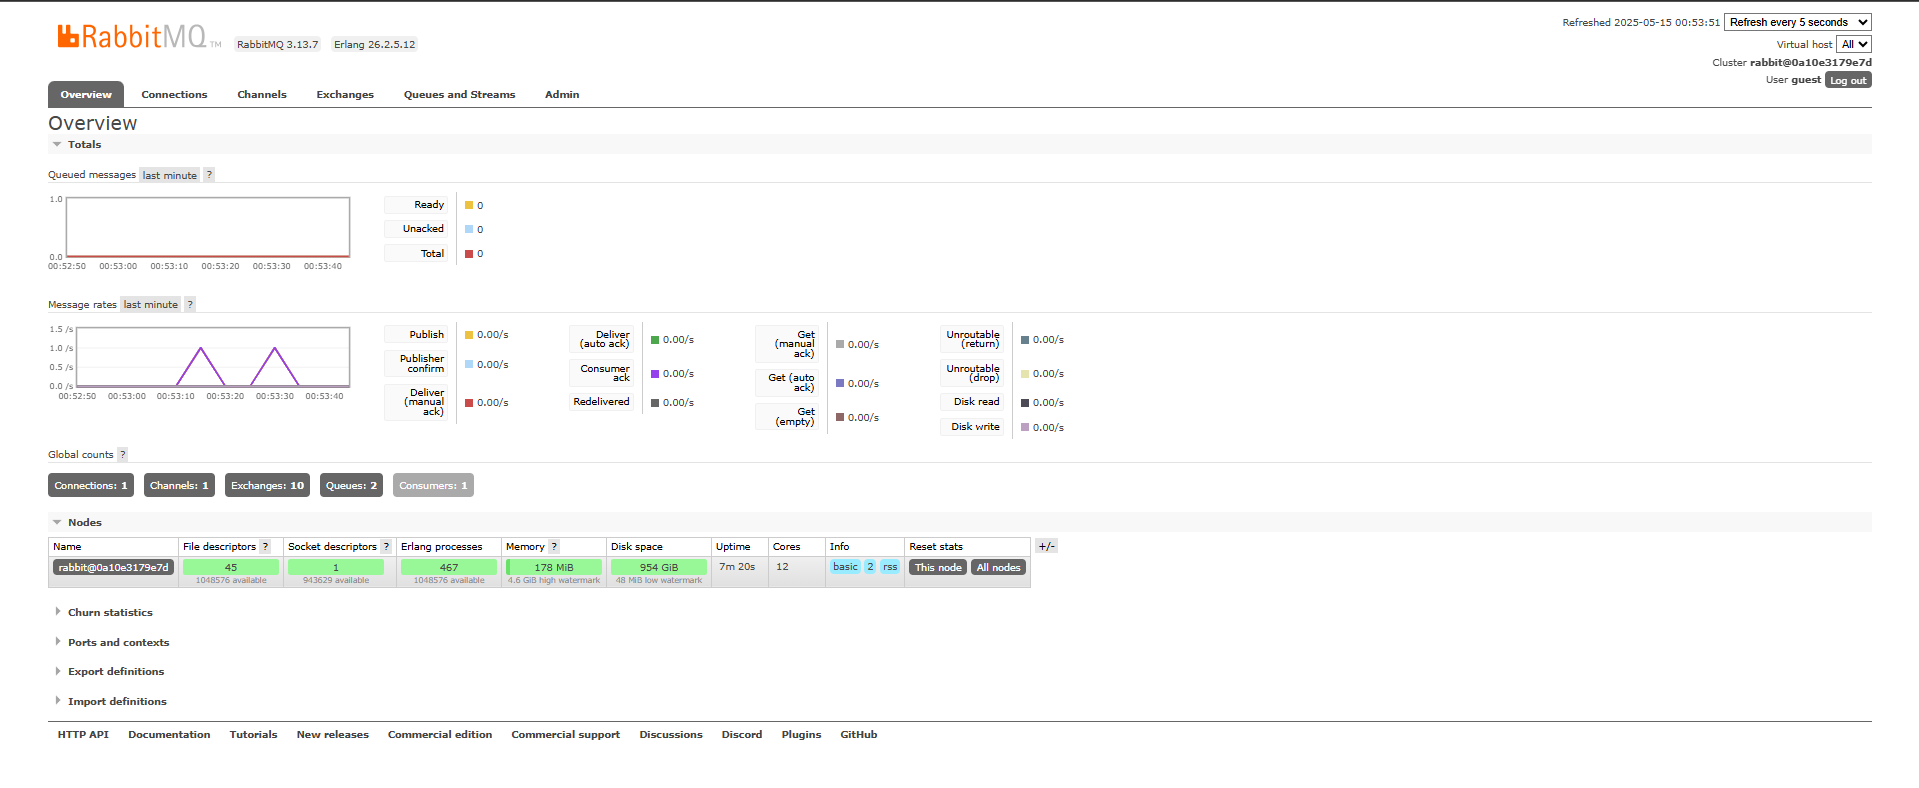 RabbitMQ TM RabbitMQ 3.13.7 Erlang 26.2.5.12
Refreshed 2025-05-15 00:53:51 Refresh every 5 seconds
Virtual host All
Cluster rabbit@0a10e3179e7d
User guest Log out
Overview Connections Channels Exchanges Queues and Streams Admin
Overview
Totals
Queued messages last minute ?
1.0
0.0
00:52:50 00:53:00 00:53:10 00:53:20 00:53:30 00:53:40
Ready 0
Unacked 0
Total 0
Message rates last minute ?
1.5 /s
1.0 /s
0.5 /s
0.0 /s
00:52:50 00:53:00 00:53:10 00:53:20 00:53:30 00:53:40
Publish 0.00/s
Publisher
confirm 0.00/s
Deliver
(manual
ack) 0.00/s
Deliver
(auto ack) 0.00/s
Consumer
ack 0.00/s
Redelivered 0.00/s
Get
(manual
ack) 0.00/s
Get (auto
ack) 0.00/s
Get
(empty) 0.00/s
Unroutable
(return) 0.00/s
Unroutable
(drop) 0.00/s
Disk read 0.00/s
Disk write 0.00/s
Global counts ?
Connections: 1 Channels: 1 Exchanges: 10 Queues: 2 Consumers: 1
Nodes
Name File descriptors ? Socket descriptors ? Erlang processes Memory ? Disk space Uptime Cores Info Reset stats +/-
rabbit@0a10e3179e7d 45 1 467 178 MiB 954 GiB 7m 20s 12 basic 2 rss This node All nodes
1048576 available 943629 available 1048576 available 4.6 GiB high watermark 48 MiB low watermark
Churn statistics
Ports and contexts
Export definitions
Import definitions
HTTP API Documentation Tutorials New releases Commercial edition Commercial support Discussions Discord Plugins GitHub